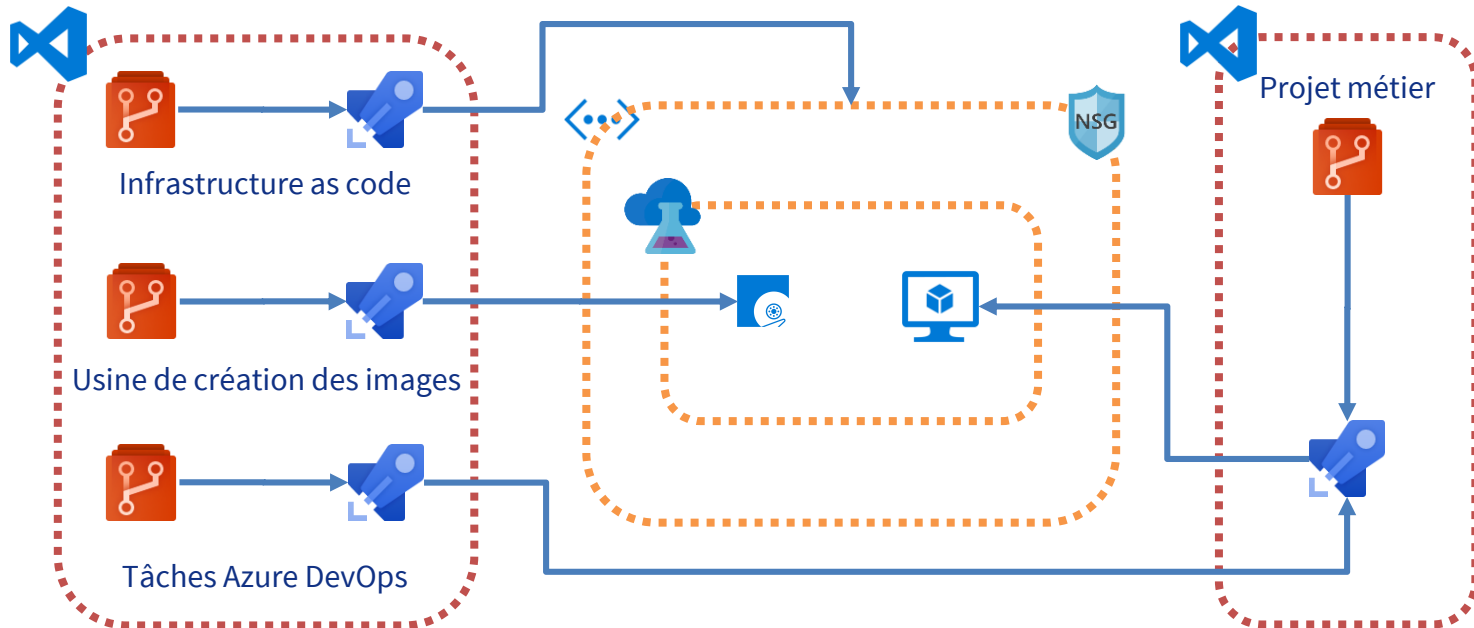 Infrastructure as code
Usine de création des images
Tâches Azure DevOps
NSG
Projet métier